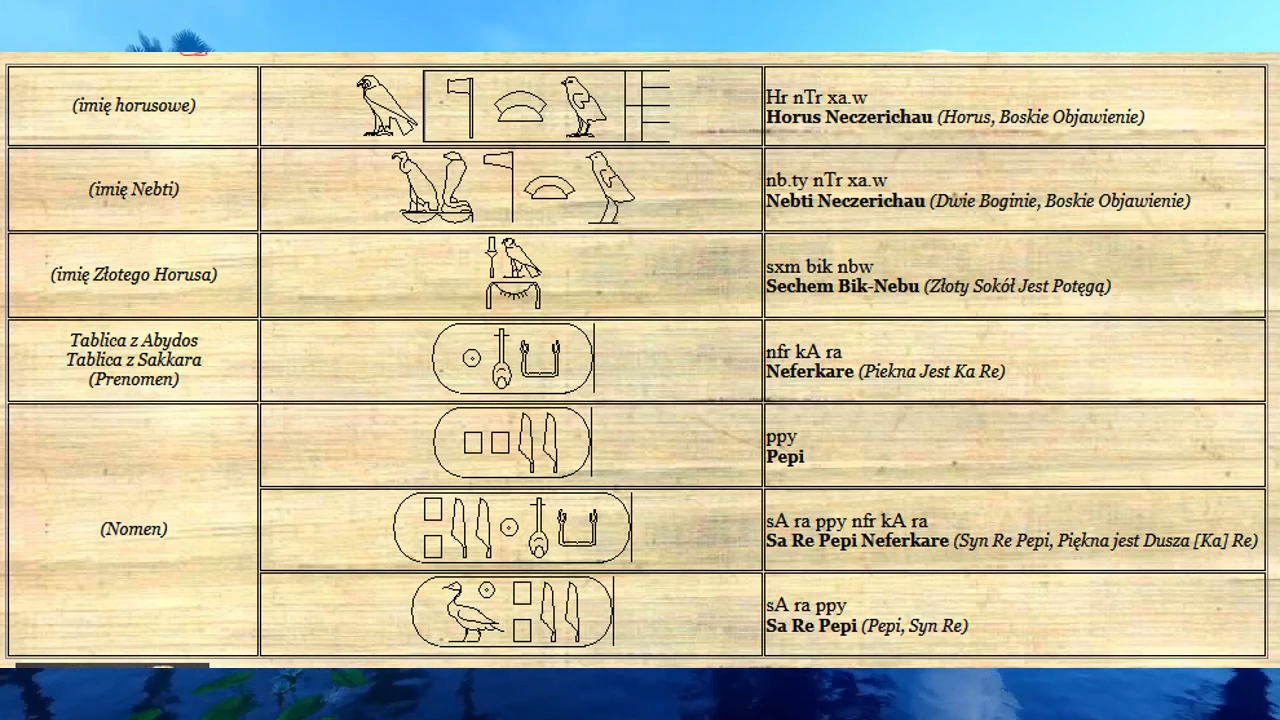 (imię horusowe)
Hr nTr xa.w
Horus Neczerichau (Horus, Boskie Objawienie)
(imię Nebti)
nb.ty nTr xa.w
Nebti Neczerichau (Dwie Boginie, Boskie Objawienie)
(imię Złotego Horusa)
sxm bik nbw
Sechem Bik-Nebu (Złoty Sokół Jest Potęgą)
Tablica z Abydos
Tablica z Sakkara
(Prenomen)
nfr kA ra
Neferkare (Piekna Jest Ka Re)
(Nomen)
ppy
Pepi
sA ra ppy nfr kA ra
Sa Re Pepi Neferkare (Syn Re Pepi, Piękna jest Dusza [Ka] Re)
sA ra ppy
Sa Re Pepi (Pepi, Syn Re)